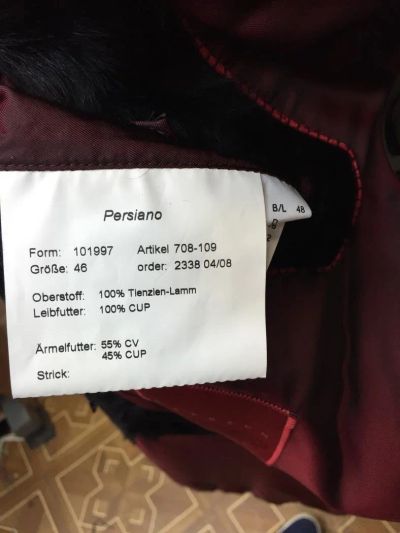 Persiano
Form: 101997 Artikel 708-109
Größe: 46 order: 2338 04/08
Oberstoff: 100% Tienzien-Lamm
Leibfutter: 100% CUP
Ärmelfutter: 55% CV
45% CUP
Strick:
B/L 48